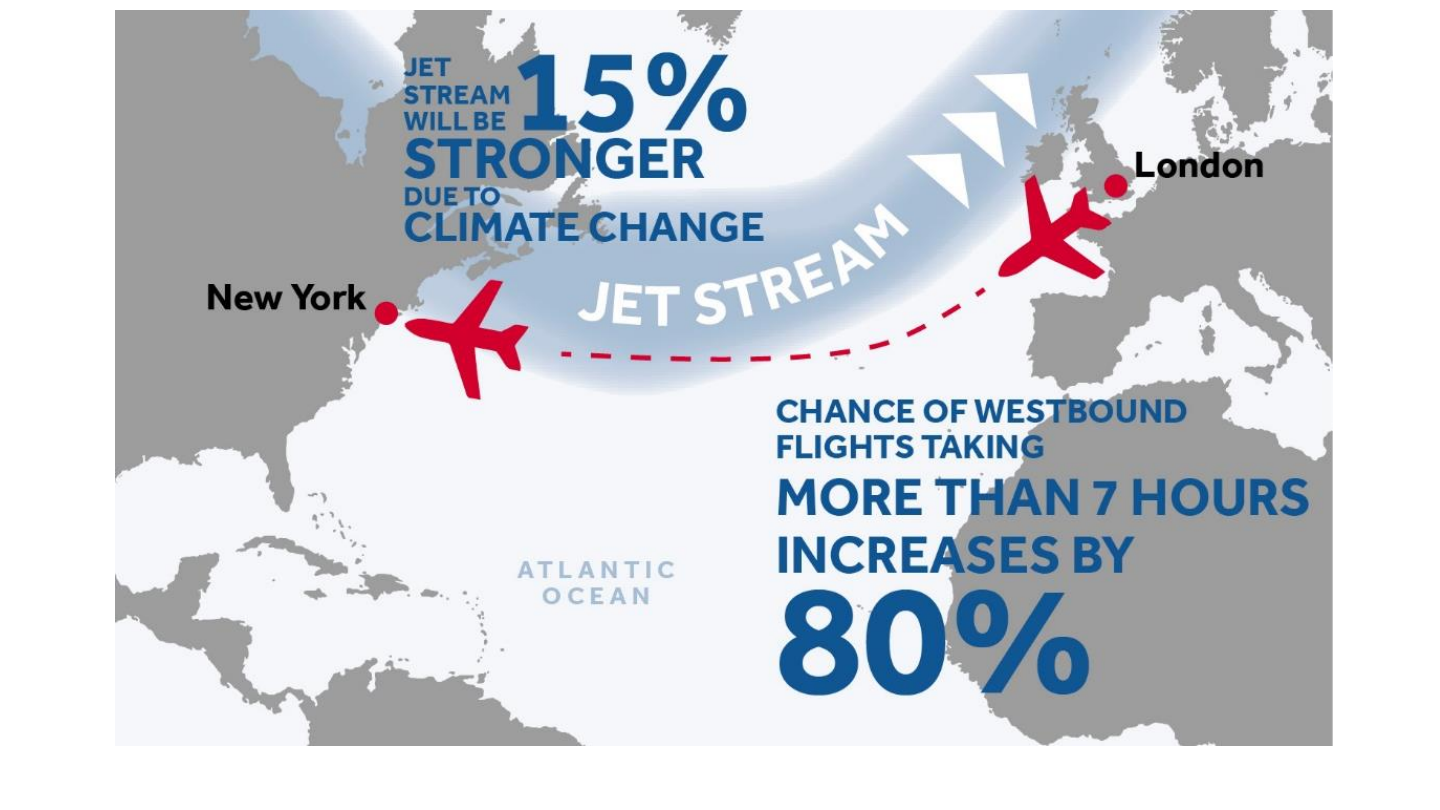 JET
STREAM
WILL BE
15%
STRONGER
DUE TO
CLIMATE CHANGE
London
New York
JET STREAM
CHANCE OF WESTBOUND
FLIGHTS TAKING
MORE THAN 7 HOURS
INCREASES BY
80%
ATLANTIC
OCEAN